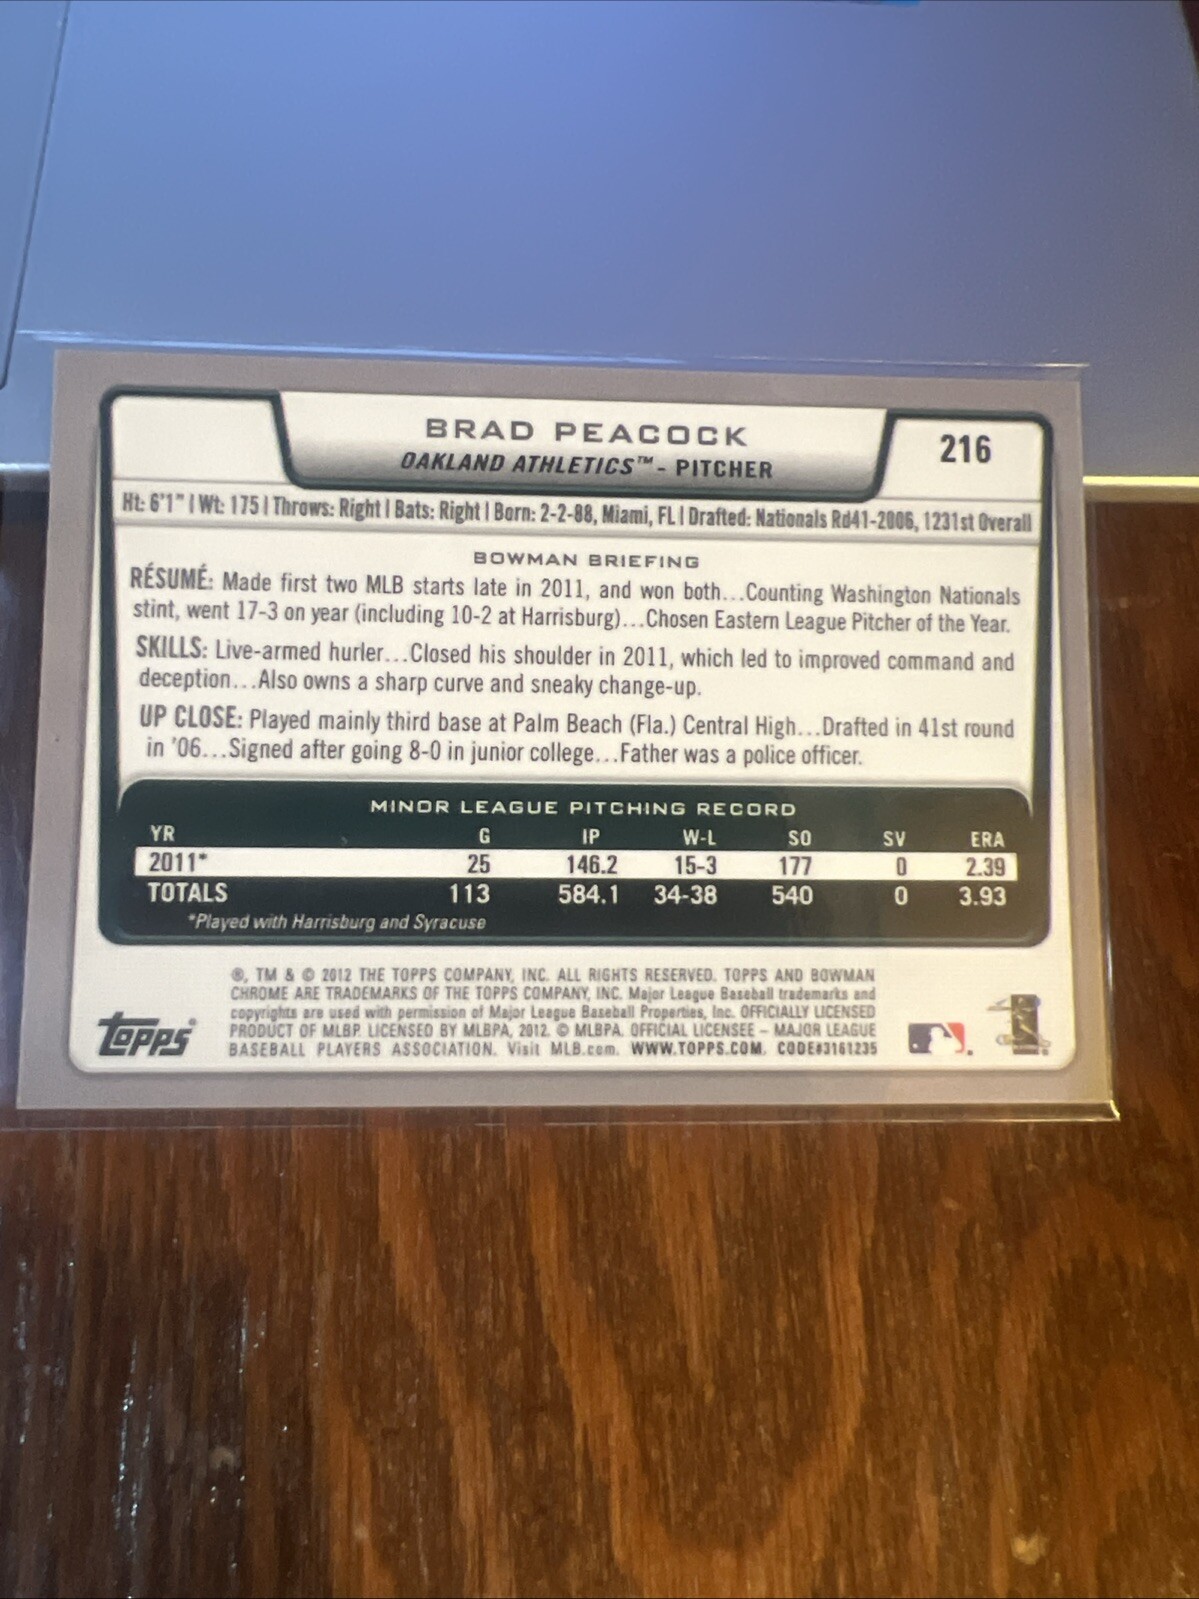 BRAD PEACOCK
OAKLAND ATHLETICS™ - PITCHER
216
Ht: 6'1" | Wt: 175 | Throws: Right | Bats: Right | Born: 2-2-88, Miami, FL | Drafted: Nationals Rd41-2006, 1231st Overall
BOWMAN BRIEFING
RÉSUMÉ: Made first two MLB starts late in 2011, and won both...Counting Washington Nationals
stint, went 17-3 on year (including 10-2 at Harrisburg)...Chosen Eastern League Pitcher of the Year.
SKILLS: Live-armed hurler...Closed his shoulder in 2011, which led to improved command and
deception...Also owns a sharp curve and sneaky change-up.
UP CLOSE: Played mainly third base at Palm Beach (Fla.) Central High...Drafted in 41st round
in '06...Signed after going 8-0 in junior college...Father was a police officer.
MINOR LEAGUE PITCHING RECORD
YR G IP W-L SO SV ERA
2011* 25 146.2 15-3 177 0 2.39
TOTALS 113 584.1 34-38 540 0 3.93
*Played with Harrisburg and Syracuse
®, TM & © 2012 THE TOPPS COMPANY, INC. ALL RIGHTS RESERVED. TOPPS AND BOWMAN
CHROME ARE TRADEMARKS OF THE TOPPS COMPANY, INC. Major League Baseball trademarks and
copyrights are used with permission of Major League Baseball Properties, Inc. OFFICIALLY LICENSED
PRODUCT OF MLBP. LICENSED BY MLBPA, 2012. © MLBPA. OFFICIAL LICENSEE – MAJOR LEAGUE
BASEBALL PLAYERS ASSOCIATION. Visit MLB.com. WWW.TOPPS.COM. CODE#3161235
TOPPS®